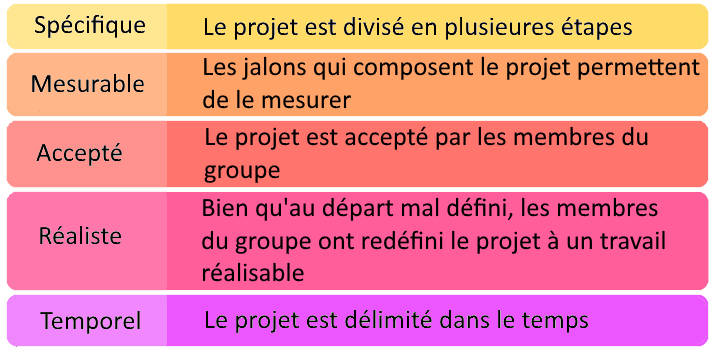 Spécifique
Le projet est divisé en plusieures étapes
Mesurable
Les jalons qui composent le projet permettent
de le mesurer
Accepté
Le projet est accepté par les membres du
groupe
Réaliste
Bien qu'au départ mal défini, les membres
du groupe ont redéfini le projet à un travail
réalisable
Temporel
Le projet est délimité dans le temps